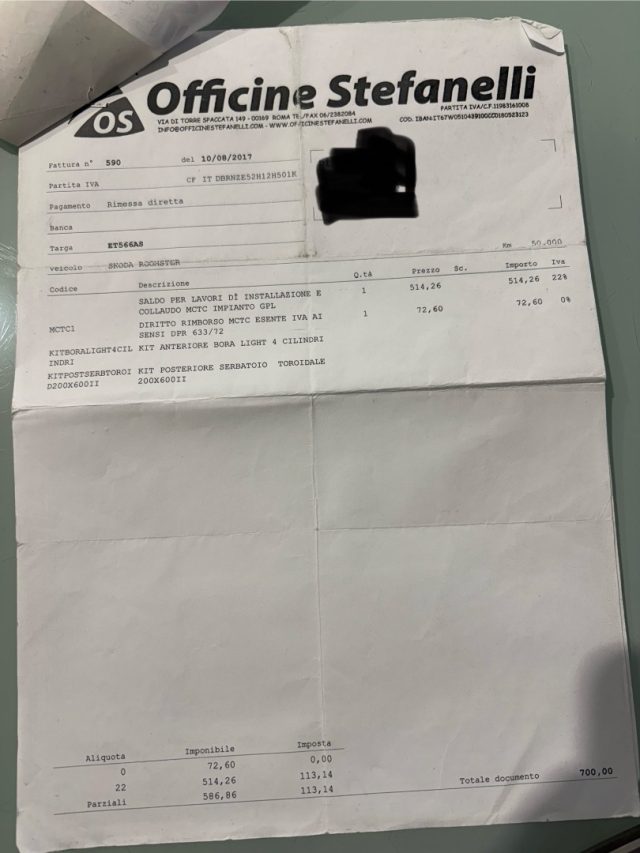 OS
Officine Stefanelli
PARTITA IVA/C.F. 11983161008
VIA DI TORRE SPACCATA 149 - 00169 ROMA TEL/FAX 06/2382084
INFO@OFFICINESTEFANELLI.COM - WWW.OFFICINESTEFANELLI.COM
COD. IBAN:
Fattura n° 590 del 10/08/2017
Partita IVA CF IT DBRNZE52H12H501K
Pagamento Rimessa diretta
Banca
Targa ET566AS
Veicolo SKODA ROOMSTER Km 50.000
Codice Descrizione Q.tà Prezzo Sc. Importo Iva
SALDO PER LAVORI DÌ INSTALLAZIONE E 1 514,26 514,26 22%
COLLAUDO MCTC IMPIANTO GPL
MCTC1 DIRITTO RIMBORSO MCTC ESENTE IVA AI 1 72,60 72,60 0%
SENSI DPR 633/72
KITBORALIGHT4CIL KIT ANTERIORE BORA LIGHT 4 CILINDRI
INDRI
KITPOSTSERBTOROI KIT POSTERIORE SERBATOIO TOROIDALE
D200X600II 200X600II
Aliquota Imponibile Imposta
0 72,60 0,00
22 514,26 113,14
Parziali 586,86 113,14
Totale documento 700,00